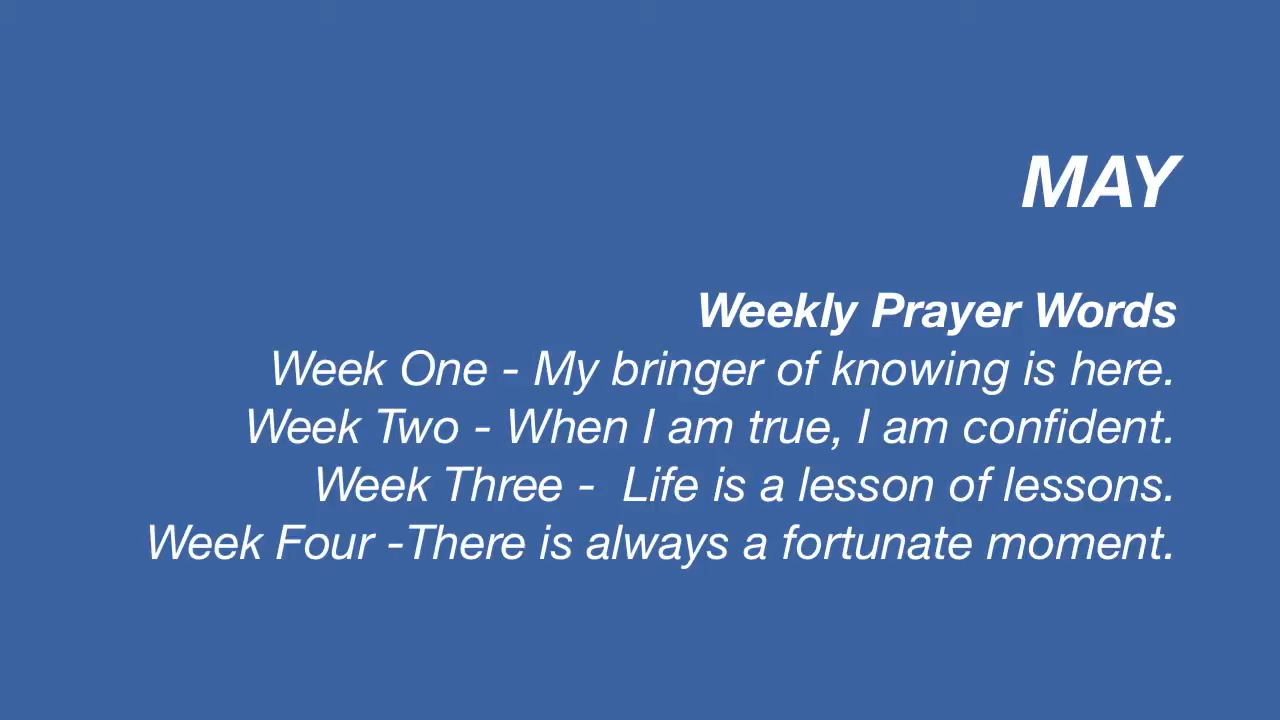 MAY
Weekly Prayer Words
Week One - My bringer of knowing is here.
Week Two - When I am true, I am confident.
Week Three -  Life is a lesson of lessons.
Week Four -There is always a fortunate moment.